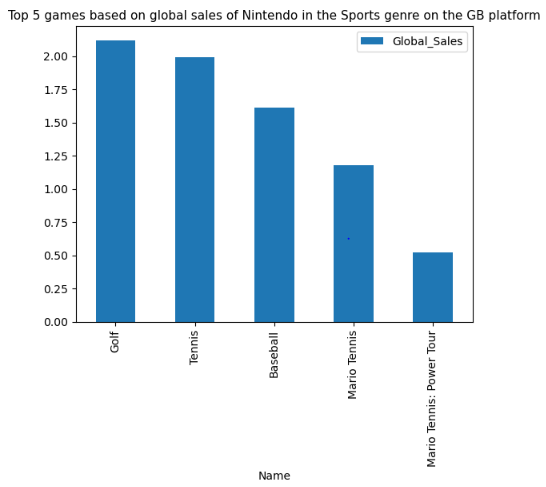 Top 5 games based on global sales of Nintendo in the Sports genre on the GB platform
Global_Sales
2.00
1.75
1.50
1.25
1.00
0.75
0.50
0.25
0.00
Golf
Tennis
Baseball
Mario Tennis
Mario Tennis: Power Tour
Name